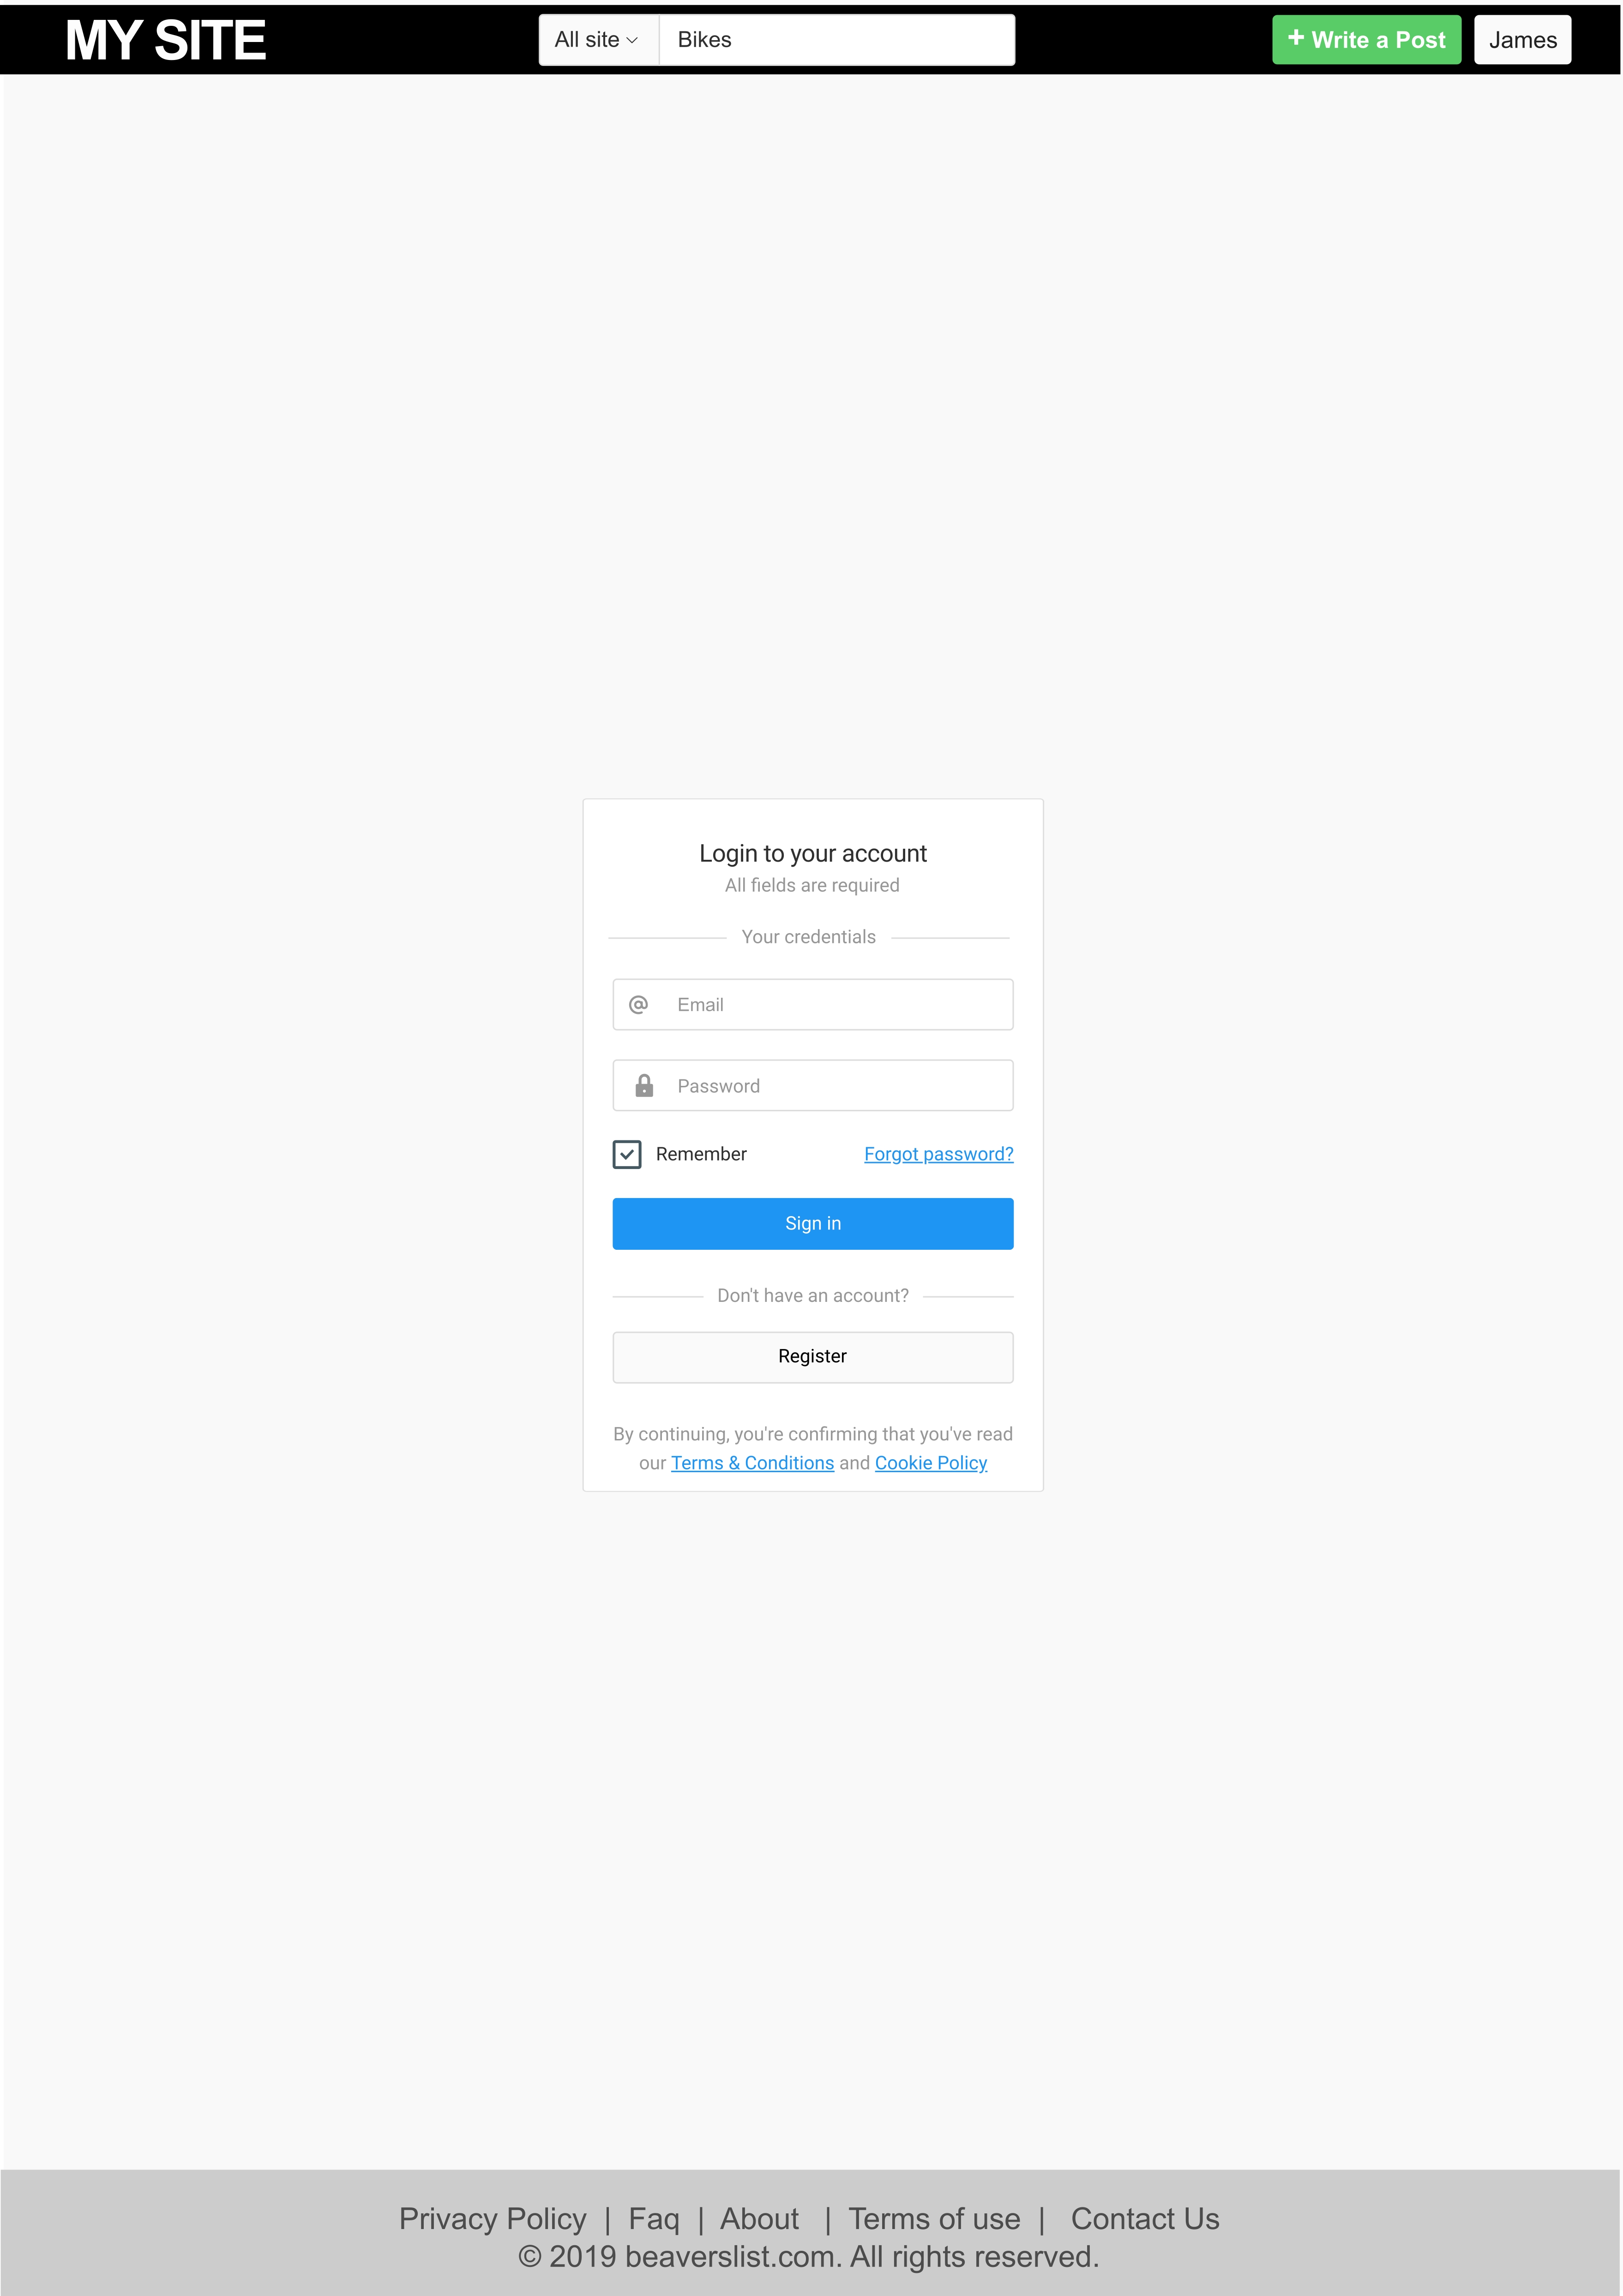 MY SITE All site Bikes + Write a Post James
Login to your account
All fields are required
Your credentials
@ Email
Password
Remember Forgot password?
Sign in
Don't have an account?
Register
By continuing, you're confirming that you've read
our Terms & Conditions and Cookie Policy
Privacy Policy | Faq | About | Terms of use | Contact Us
© 2019 beaverslist.com. All rights reserved.